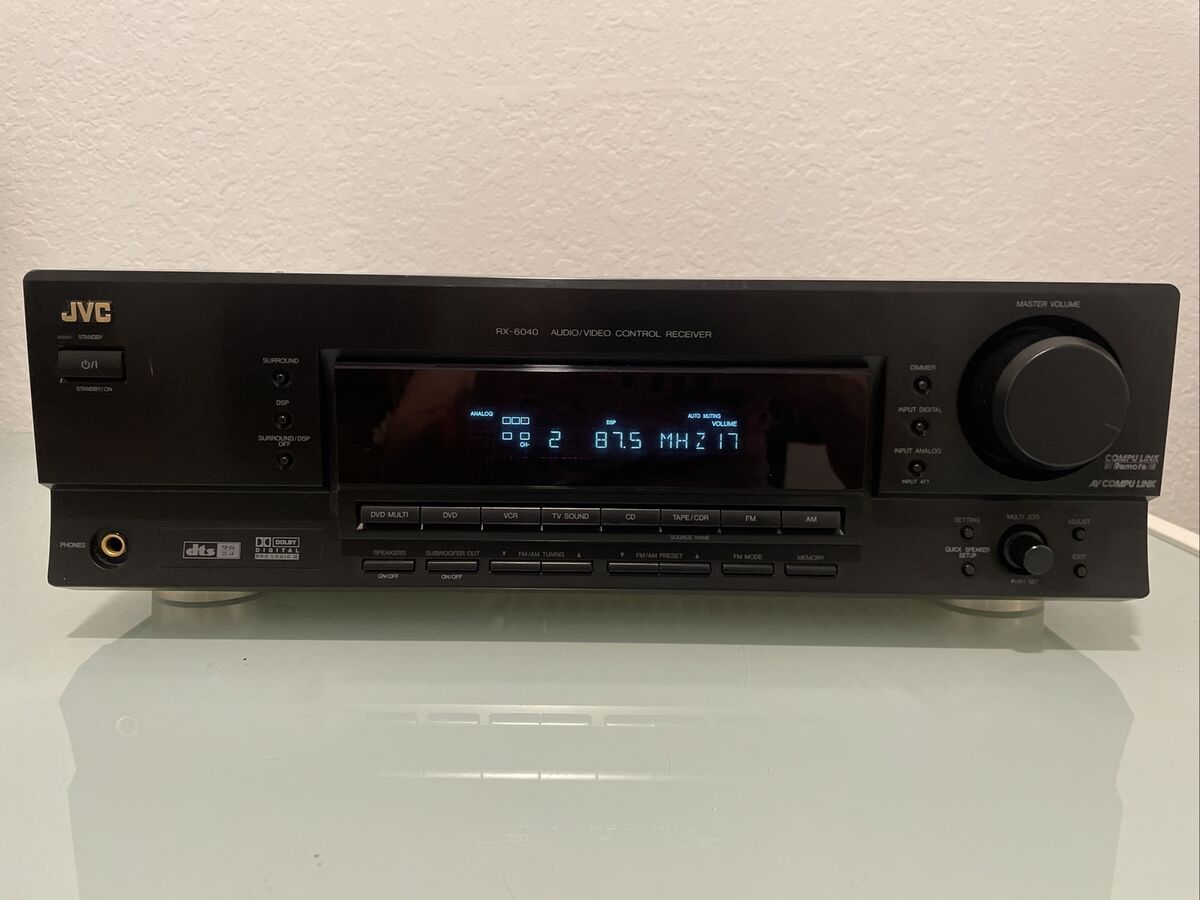 JVC
STANDBY
⏻/I
STANDBY/ON
RX-6040 AUDIO/VIDEO CONTROL RECEIVER
MASTER VOLUME
SURROUND
DSP
SURROUND/DSP
OFF
ANALOG
DSP
AUTO MUTING
VOLUME
CH-
2 87.5 MHZ 17
DIMMER
INPUT DIGITAL
INPUT ANALOG
INPUT ATT
COMPU LINK
Remote
AV COMPU LINK
PHONES
dts 96
24
DOLBY
DIGITAL
PRO LOGIC II
DVD MULTI DVD VCR TV SOUND CD TAPE/CDR FM AM
SOURCE NAME
SPEAKERS SUBWOOFER OUT ▼ FM/AM TUNING ▲ ▼ FM/AM PRESET ▲ FM MODE MEMORY
ON/OFF ON/OFF
SETTING MULTI JOG ADJUST
QUICK SPEAKER
SETUP
EXIT
PUSH SET